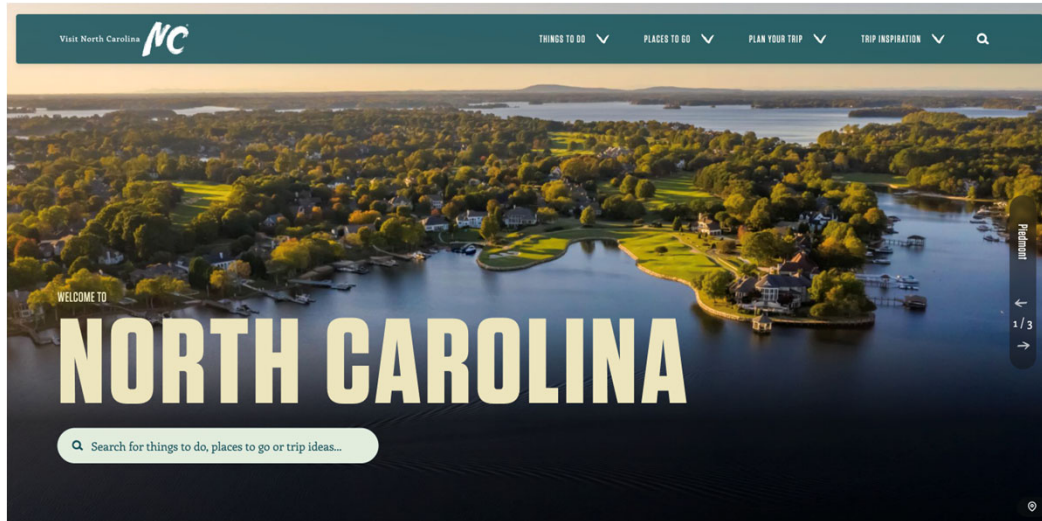 Visit North Carolina NC
THINGS TO DO
PLACES TO GO
PLAN YOUR TRIP
TRIP INSPIRATION
Piedmont
1 / 3
WELCOME TO
NORTH CAROLINA
Search for things to do, places to go or trip ideas...